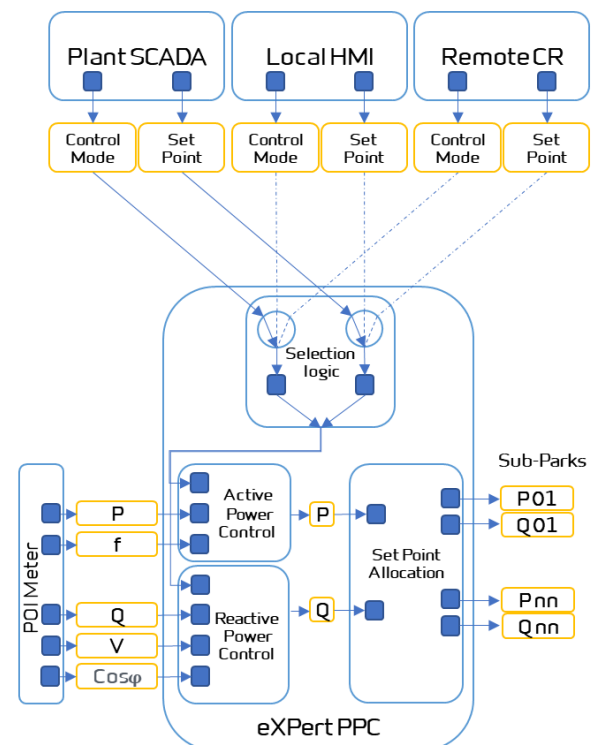 Plant SCADA
Local HMI
Remote CR
Control
Mode
Set
Point
Control
Mode
Set
Point
Control
Mode
Set
Point
Selection
logic
Sub-Parks
POI Meter
P
f
Q
V
Cosφ
Active
Power
Control
Reactive
Power
Control
P
Q
Set Point
Allocation
P01
Q01
Pnn
Qnn
eXPert PPC